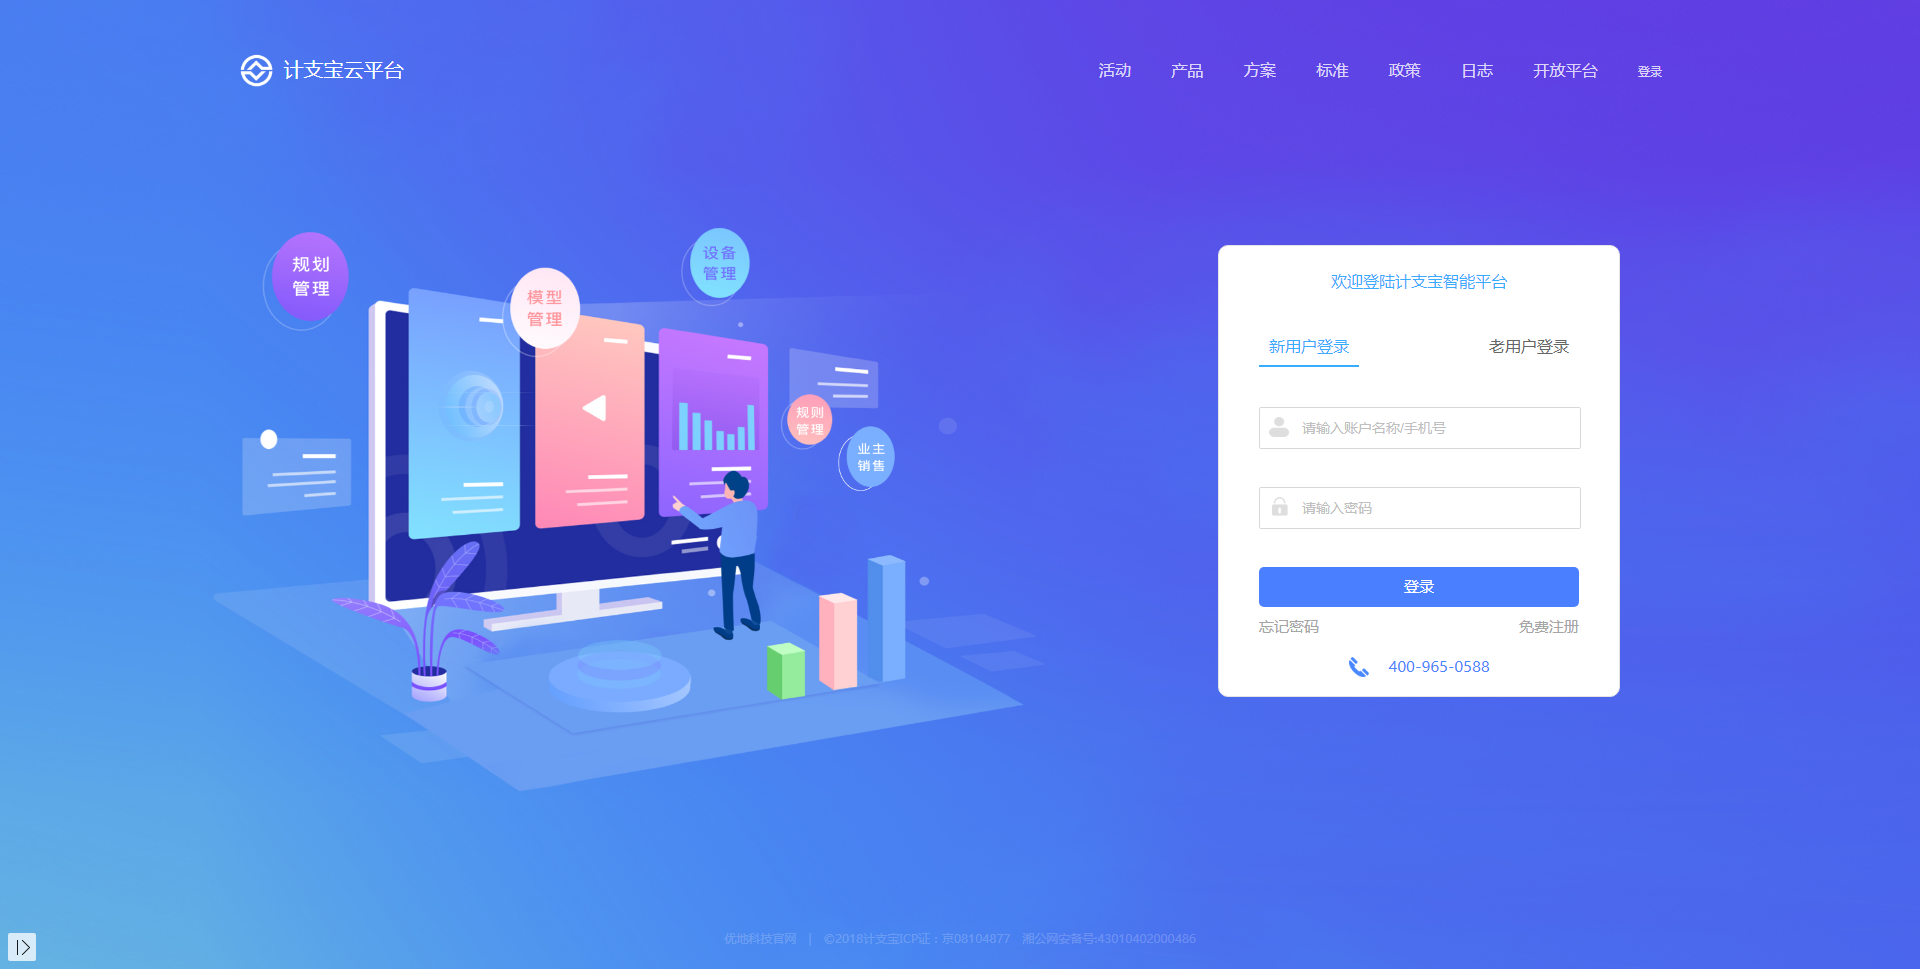 计支宝云平台
活动 产品 方案 标准 政策 日志 开放平台 登录
规划
管理
模型
管理
设备
管理
规则
管理
业主
销售
欢迎登陆计支宝智能平台
新用户登录 老用户登录
请输入账户名称/手机号
请输入密码
登录
忘记密码 免费注册
400-965-0588
优地科技官网 | ©2018计支宝ICP证：京08104877 湘公网安备号:43010402000486